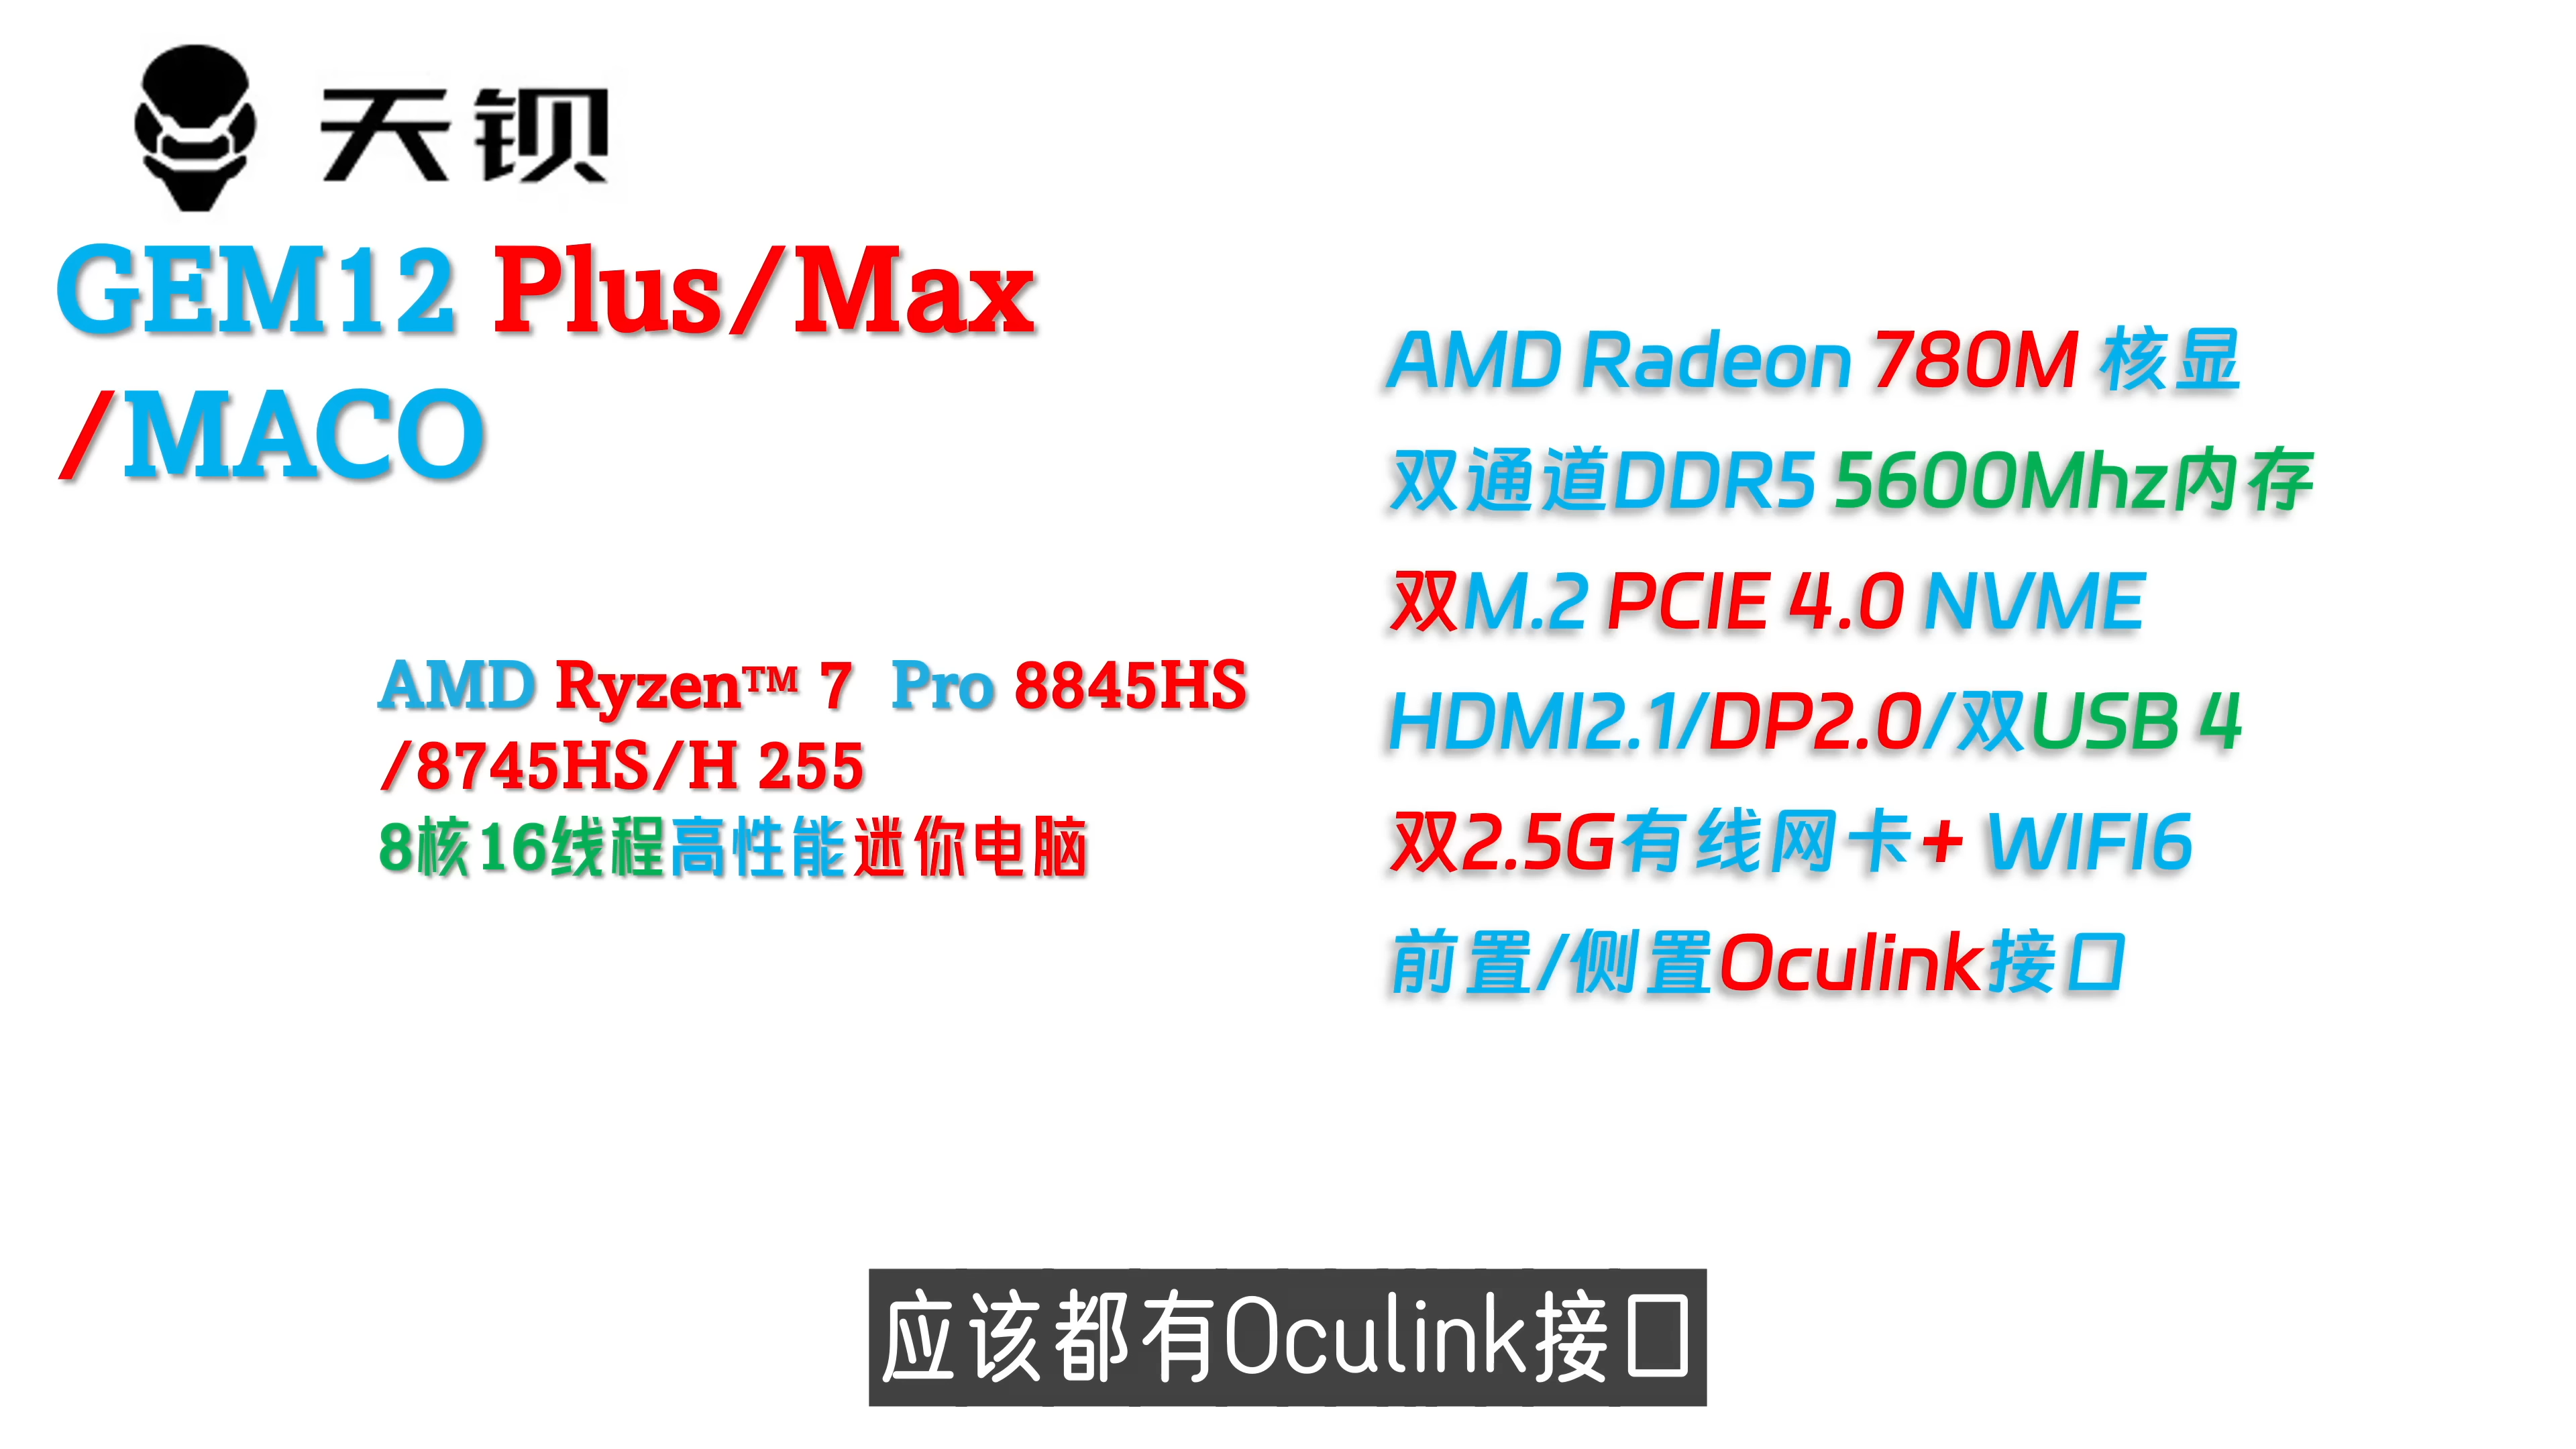 天钡
GEM12 Plus/Max
/MACO
AMD Ryzen™ 7  Pro 8845HS
/8745HS/H 255
8核16线程高性能迷你电脑
AMD Radeon 780M 核显
双通道DDR5 5600Mhz内存
双M.2 PCIE 4.0 NVME
HDMI2.1/DP2.0/双USB 4
双2.5G有线网卡+ WIFI6
前置/侧置Oculink接口
应该都有Oculink接口